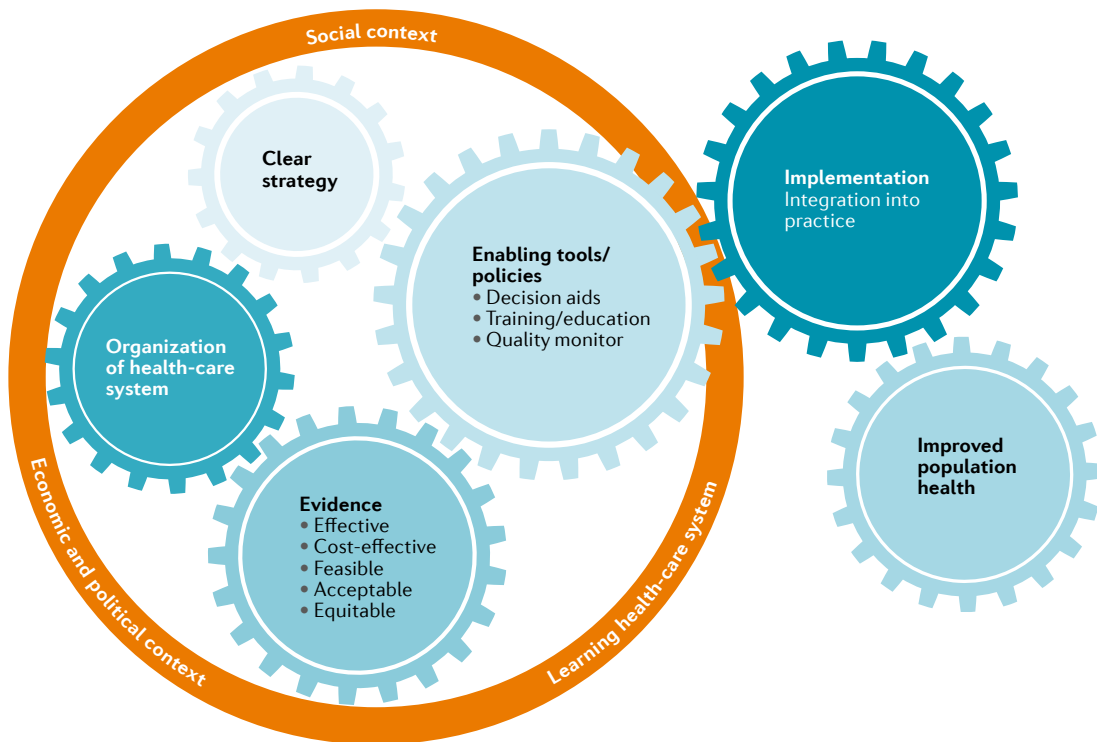 Social context
Clear
strategy
Enabling tools/
policies
• Decision aids
• Training/education
• Quality monitor
Implementation
Integration into
practice
Organization
of health-care
system
Evidence
• Effective
• Cost-effective
• Feasible
• Acceptable
• Equitable
Improved
population
health
Economic and political context
Learning health-care system